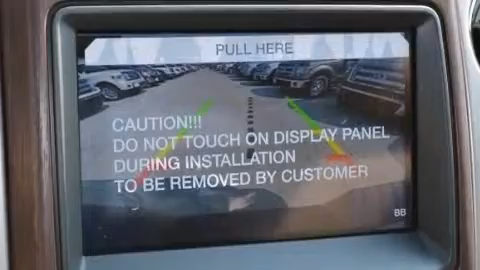 PULL HERE
CAUTION!!!
DO NOT TOUCH ON DISPLAY PANEL
DURING INSTALLATION
TO BE REMOVED BY CUSTOMER
BB